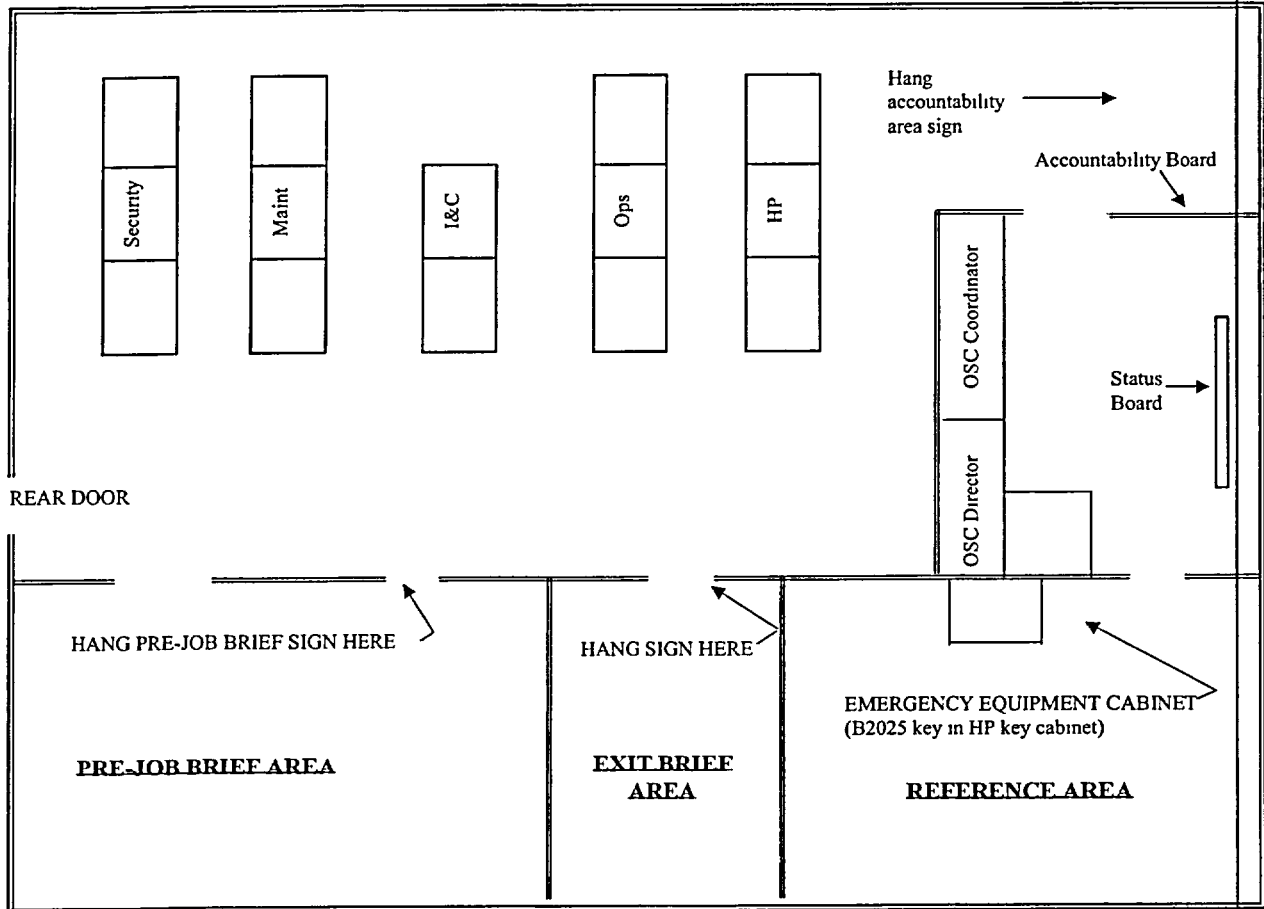 Hang
accountability
area sign
Accountability Board
Security
Maint
I&C
Ops
HP
OSC Coordinator
Status
Board
OSC Director
REAR DOOR
HANG PRE-JOB BRIEF SIGN HERE
HANG SIGN HERE
EMERGENCY EQUIPMENT CABINET
(B2025 key in HP key cabinet)
PRE-JOB BRIEF AREA
EXIT BRIEF
AREA
REFERENCE AREA